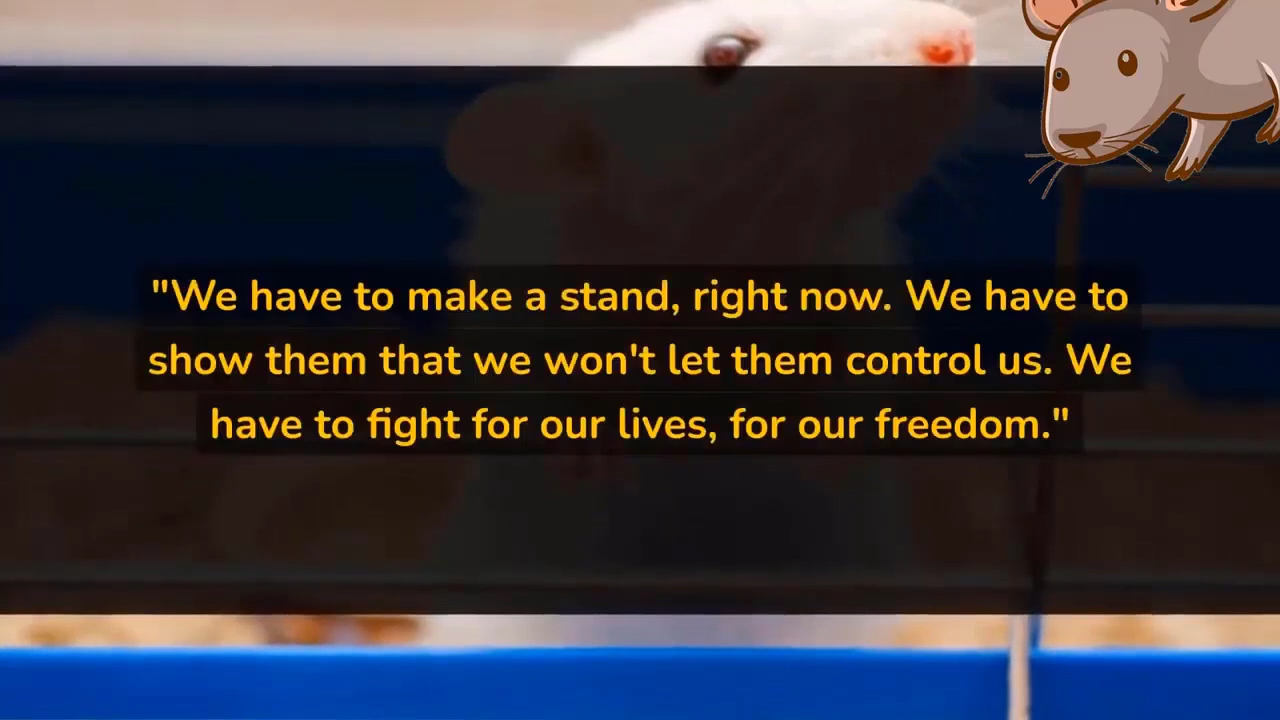 "We have to make a stand, right now. We have to
show them that we won't let them control us. We
have to fight for our lives, for our freedom."